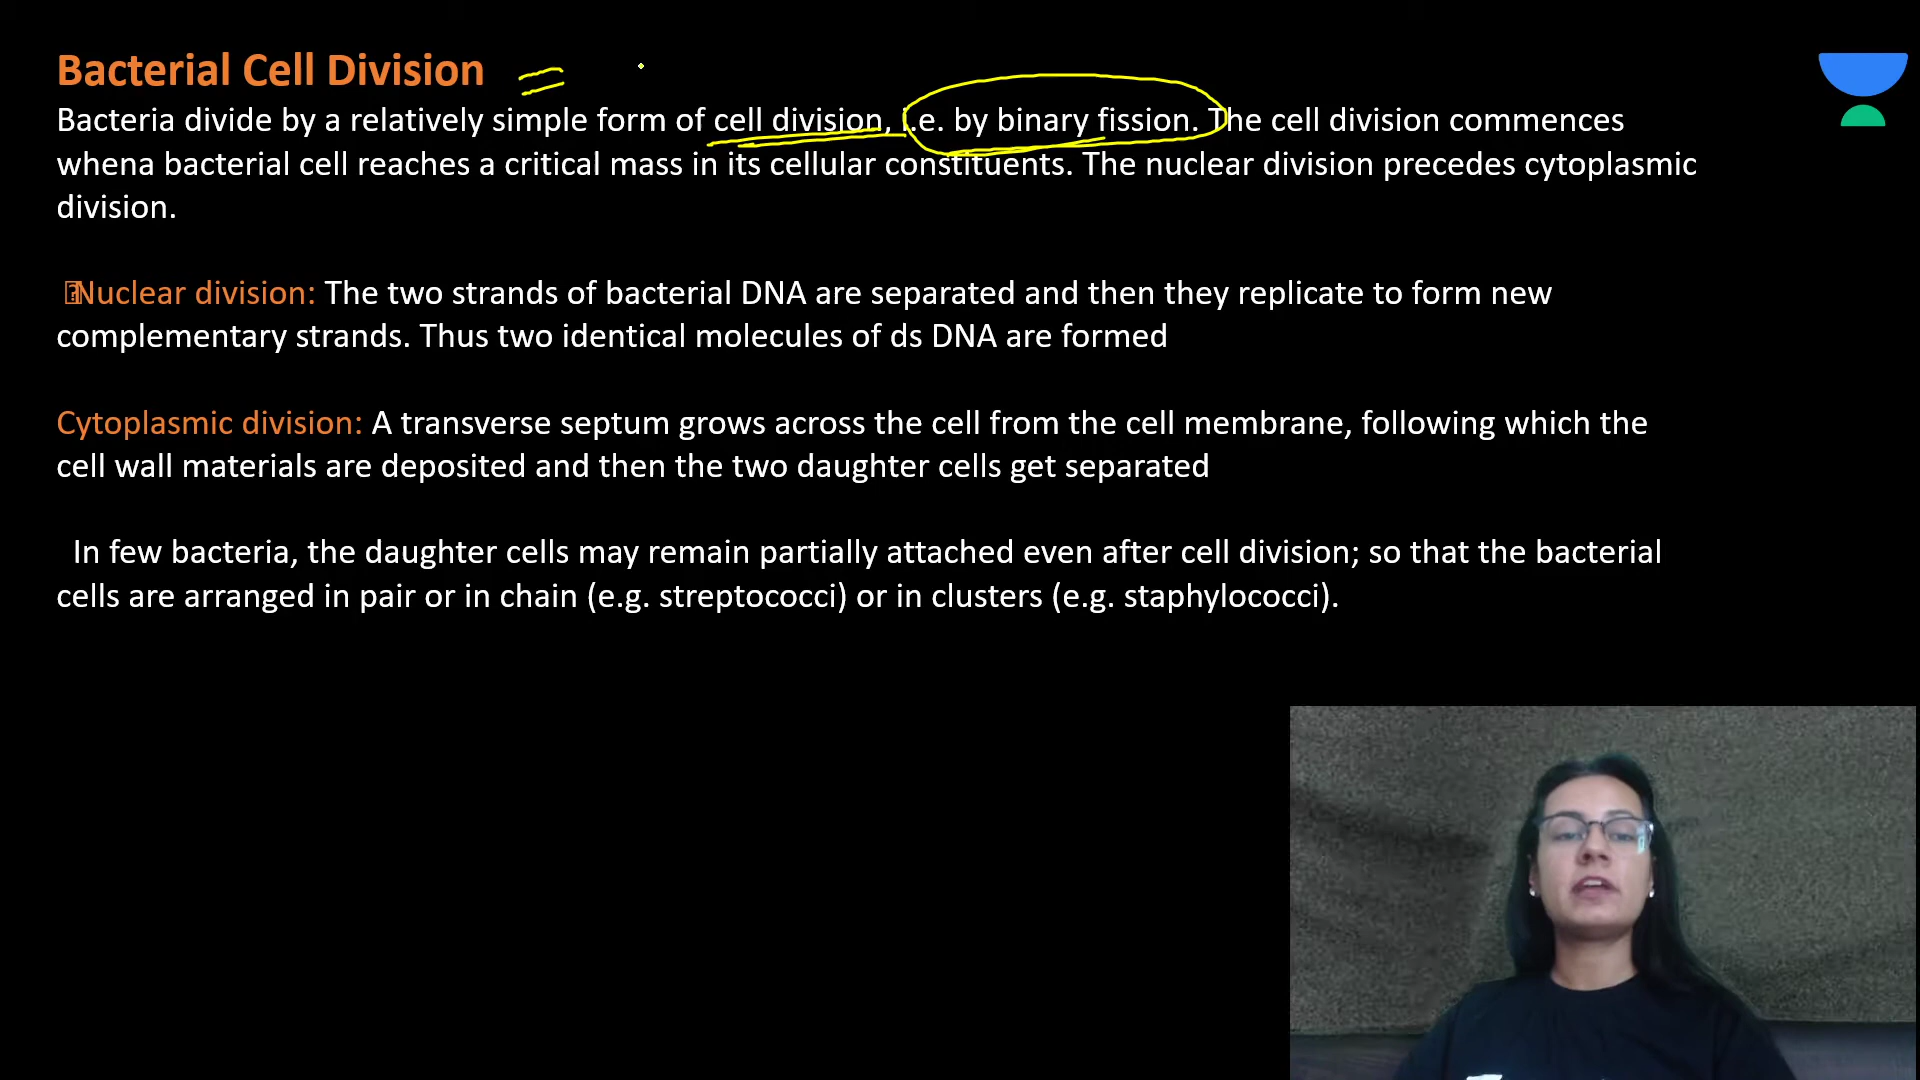 Bacterial Cell Division
Bacteria divide by a relatively simple form of cell division, i.e. by binary fission. The cell division commences
whena bacterial cell reaches a critical mass in its cellular constituents. The nuclear division precedes cytoplasmic
division.
Nuclear division: The two strands of bacterial DNA are separated and then they replicate to form new
complementary strands. Thus two identical molecules of ds DNA are formed
Cytoplasmic division: A transverse septum grows across the cell from the cell membrane, following which the
cell wall materials are deposited and then the two daughter cells get separated
In few bacteria, the daughter cells may remain partially attached even after cell division; so that the bacterial
cells are arranged in pair or in chain (e.g. streptococci) or in clusters (e.g. staphylococci).